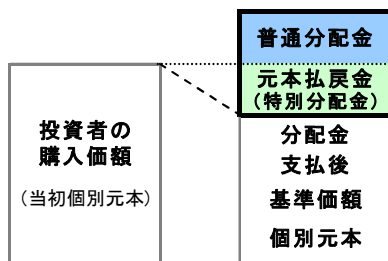 普通分配金
元本払戻金
（特別分配金）
投資者の
購入価額
（当初個別元本）
分配金
支払後
基準価額
個別元本